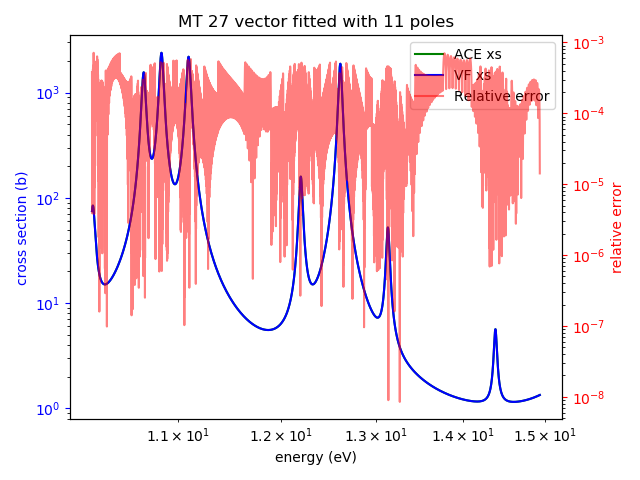 MT 27 vector fitted with 11 poles
ACE xs
VF xs
Relative error
cross section (b)
10³
10²
10¹
10⁰
relative error
10⁻³
10⁻⁴
10⁻⁵
10⁻⁶
10⁻⁷
10⁻⁸
1.1 × 10¹ 1.2 × 10¹ 1.3 × 10¹ 1.4 × 10¹ 1.5 × 10¹
energy (eV)